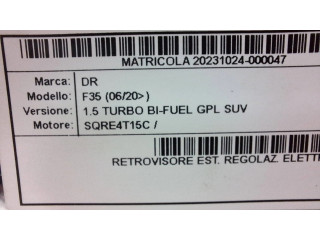 MATRICOLA 20231024-000047
Marca: DR
Modello: F35 (06/20>)
Versione: 1.5 TURBO BI-FUEL GPL SUV
Motore: SQRE4T15C /
RETROVISORE EST. REGOLAZ. ELETTR